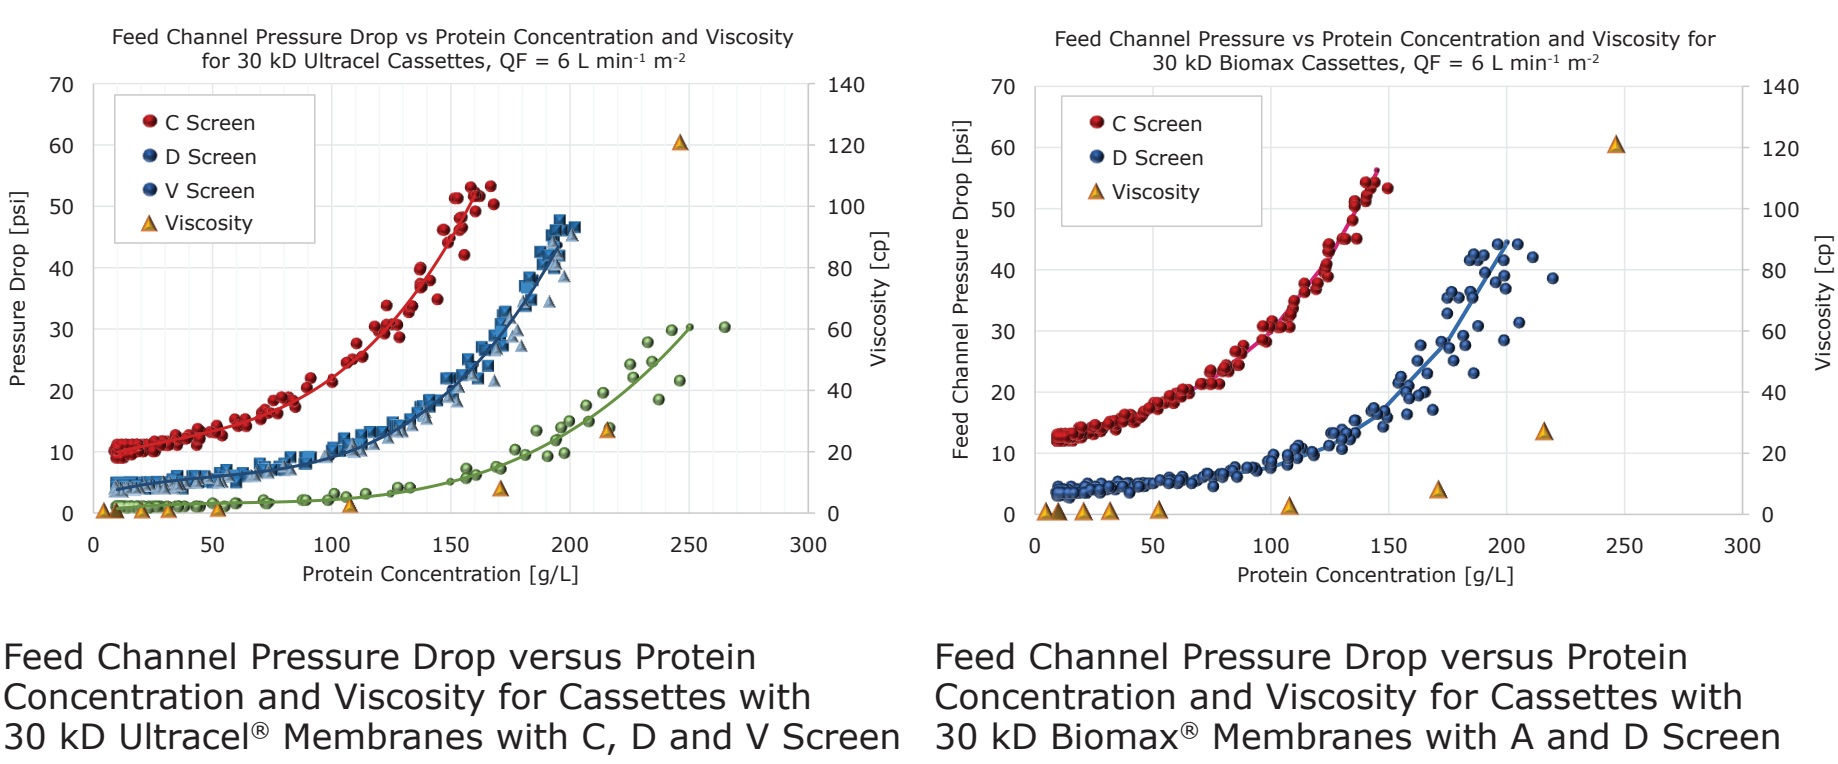 Feed Channel Pressure Drop vs Protein Concentration and Viscosity
for 30 kD Ultracel Cassettes, QF = 6 L min⁻¹ m⁻²
70
60
50
40
30
20
10
0
Pressure Drop [psi]
C Screen
D Screen
V Screen
Viscosity
140
120
100
80
60
40
20
0
Viscosity [cp]
0 50 100 150 200 250 300
Protein Concentration [g/L]
Feed Channel Pressure Drop versus Protein
Concentration and Viscosity for Cassettes with
30 kD Ultracel® Membranes with C, D and V Screen
Feed Channel Pressure vs Protein Concentration and Viscosity for
30 kD Biomax Cassettes, QF = 6 L min⁻¹ m⁻²
70
60
50
40
30
20
10
0
Feed Channel Pressure Drop [psi]
C Screen
D Screen
Viscosity
140
120
100
80
60
40
20
0
Viscosity [cp]
0 50 100 150 200 250 300
Protein Concentration [g/L]
Feed Channel Pressure Drop versus Protein
Concentration and Viscosity for Cassettes with
30 kD Biomax® Membranes with A and D Screen